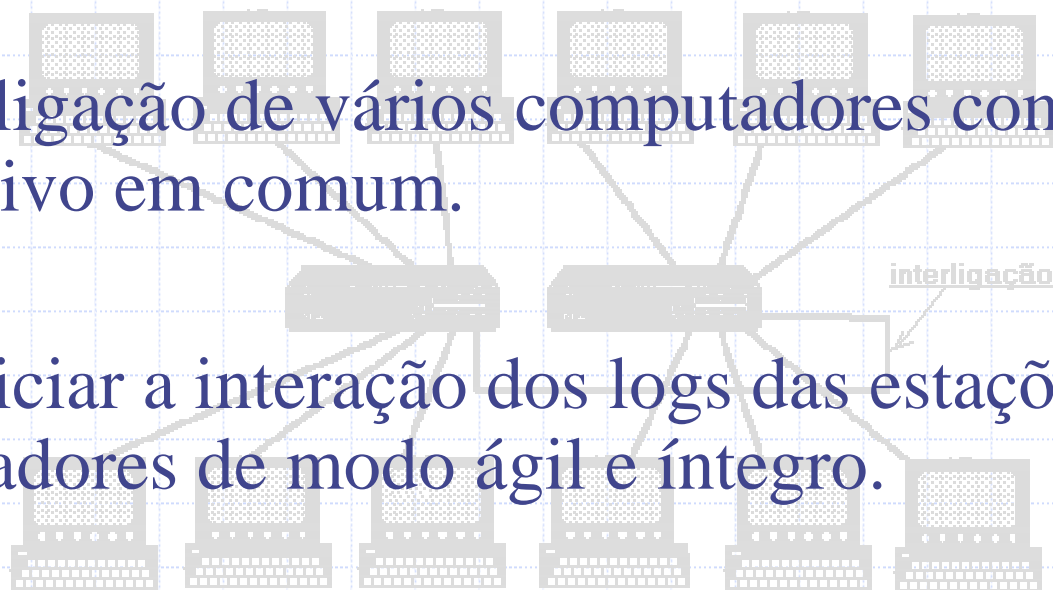 ligação de vários computadores con
ivo em comum.
interligação
iciar a interação dos logs das estaçõ
adores de modo ágil e íntegro.